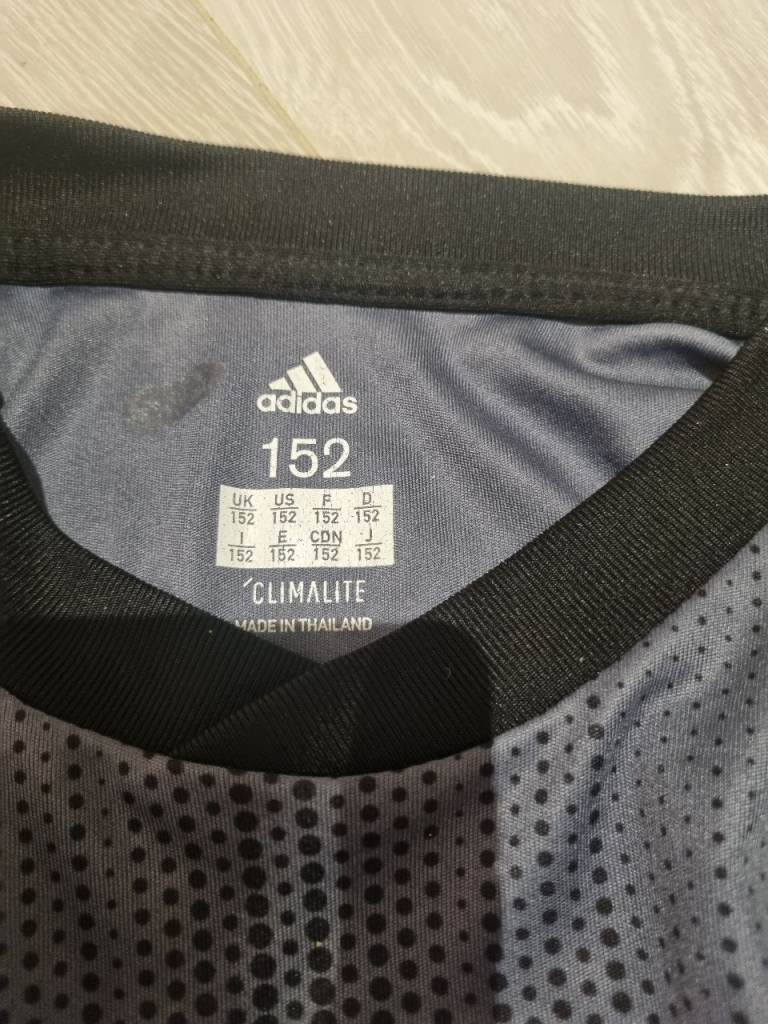 adidas
152
UK US F D
152 152 152 152
I E CDN J
152 152 152 152
CLIMALITE
MADE IN THAILAND